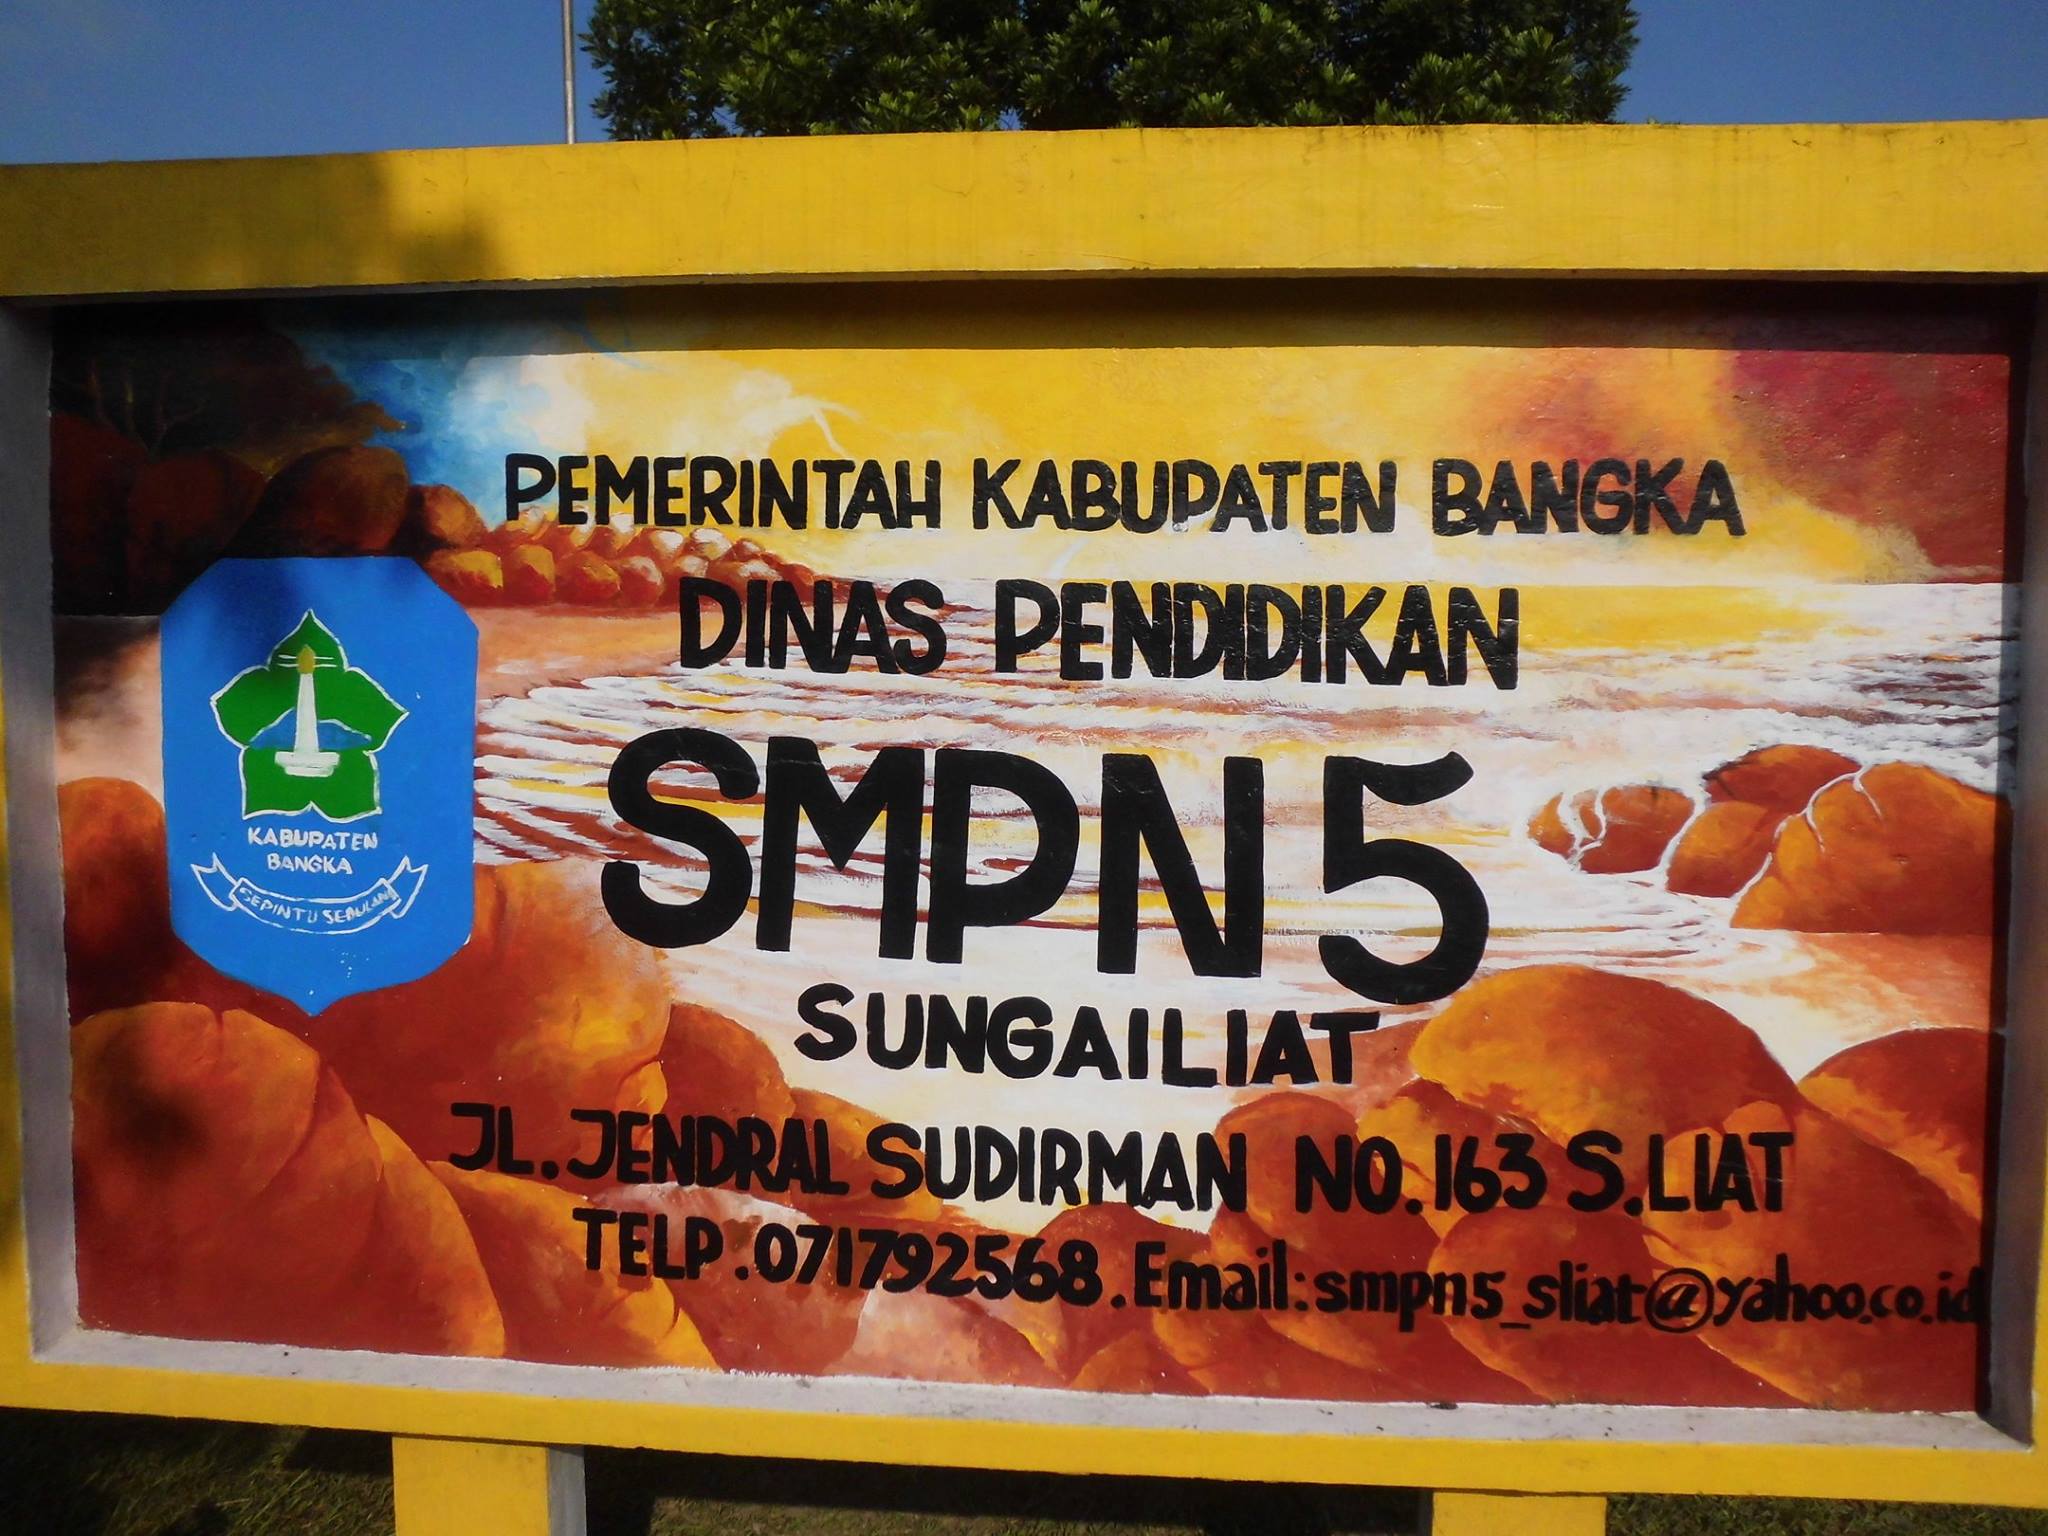 PEMERINTAH KABUPATEN BANGKA
DINAS PENDIDIKAN
SMPN 5
SUNGAILIAT
JL. JENDRAL SUDIRMAN NO. 163 S.LIAT
TELP. 071792568. Email: smpn5_sliat@yahoo.co.id
KABUPATEN
BANGKA
SEPINTU SEDULANG